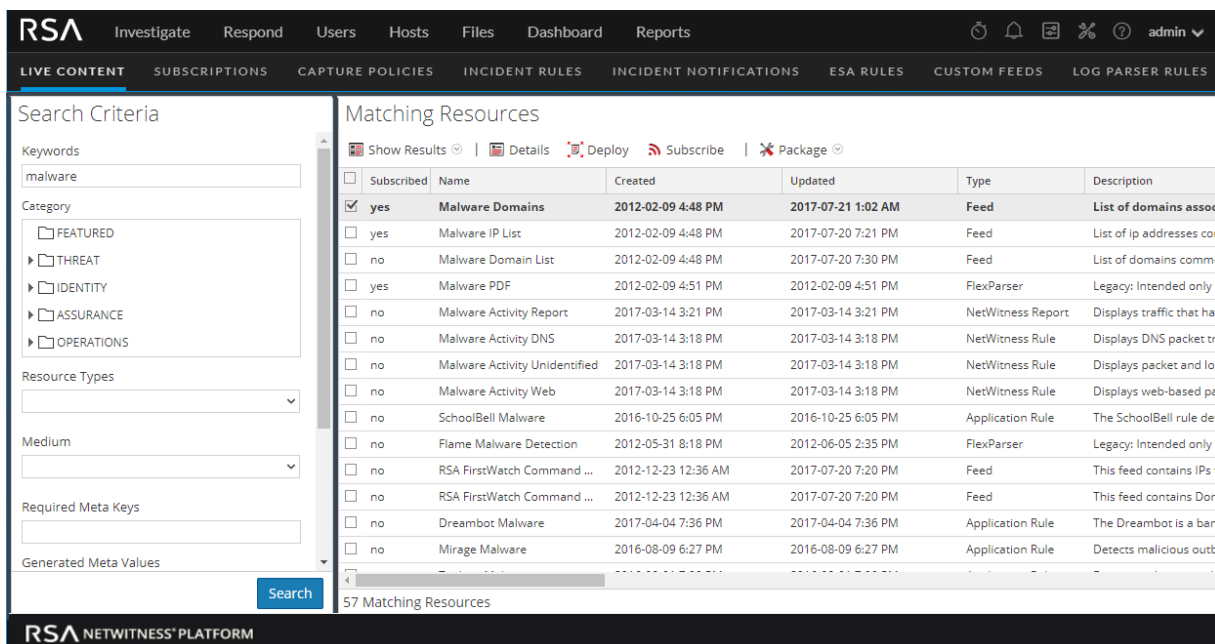 RSA Investigate Respond Users Hosts Files Dashboard Reports admin
LIVE CONTENT SUBSCRIPTIONS CAPTURE POLICIES INCIDENT RULES INCIDENT NOTIFICATIONS ESA RULES CUSTOM FEEDS LOG PARSER RULES
Search Criteria
Keywords
malware
Category
FEATURED
THREAT
IDENTITY
ASSURANCE
OPERATIONS
Resource Types
Medium
Required Meta Keys
Generated Meta Values
Search
Matching Resources
Show Results | Details Deploy Subscribe | Package
Subscribed Name Created Updated Type Description
yes Malware Domains 2012-02-09 4:48 PM 2017-07-21 1:02 AM Feed List of domains assoc
yes Malware IP List 2012-02-09 4:48 PM 2017-07-20 7:21 PM Feed List of ip addresses co
no Malware Domain List 2012-02-09 4:48 PM 2017-07-20 7:30 PM Feed List of domains comm
yes Malware PDF 2012-02-09 4:51 PM 2012-02-09 4:51 PM FlexParser Legacy: Intended only
no Malware Activity Report 2017-03-14 3:21 PM 2017-03-14 3:21 PM NetWitness Report Displays traffic that ha
no Malware Activity DNS 2017-03-14 3:18 PM 2017-03-14 3:18 PM NetWitness Rule Displays DNS packet tr
no Malware Activity Unidentified 2017-03-14 3:18 PM 2017-03-14 3:18 PM NetWitness Rule Displays packet and lo
no Malware Activity Web 2017-03-14 3:18 PM 2017-03-14 3:18 PM NetWitness Rule Displays web-based pa
no SchoolBell Malware 2016-10-25 6:05 PM 2016-10-25 6:05 PM Application Rule The SchoolBell rule de
no Flame Malware Detection 2012-05-31 8:18 PM 2012-06-05 2:35 PM FlexParser Legacy: Intended only
no RSA FirstWatch Command ... 2012-12-23 12:36 AM 2017-07-20 7:20 PM Feed This feed contains IPs
no RSA FirstWatch Command ... 2012-12-23 12:36 AM 2017-07-20 7:20 PM Feed This feed contains Dor
no Dreambot Malware 2017-04-04 7:36 PM 2017-04-04 7:36 PM Application Rule The Dreambot is a ban
no Mirage Malware 2016-08-09 6:27 PM 2016-08-09 6:27 PM Application Rule Detects malicious outb
57 Matching Resources
RSA NETWITNESS® PLATFORM